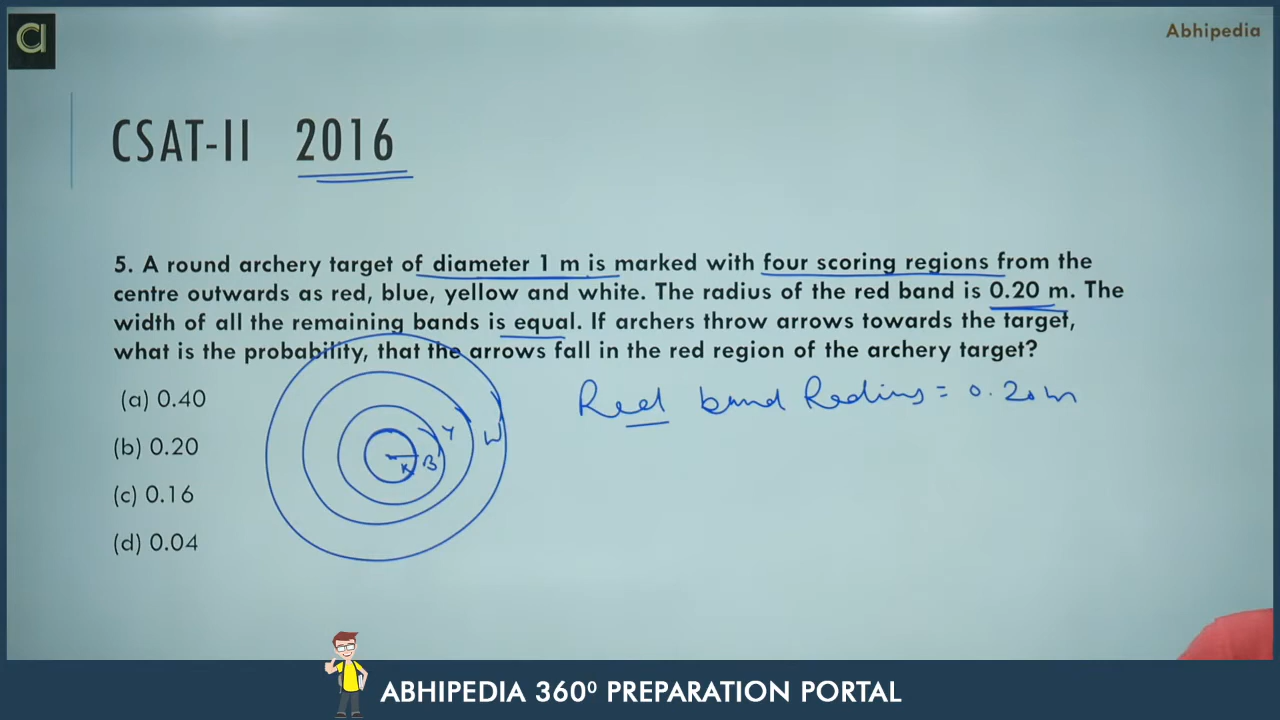 Abhipedia
CSAT-II 2016
5. A round archery target of diameter 1 m is marked with four scoring regions from the
centre outwards as red, blue, yellow and white. The radius of the red band is 0.20 m. The
width of all the remaining bands is equal. If archers throw arrows towards the target,
what is the probability, that the arrows fall in the red region of the archery target?
(a) 0.40
(b) 0.20
(c) 0.16
(d) 0.04
Red band Radius = 0.20m
Y
W
B
ABHIPEDIA 360⁰ PREPARATION PORTAL